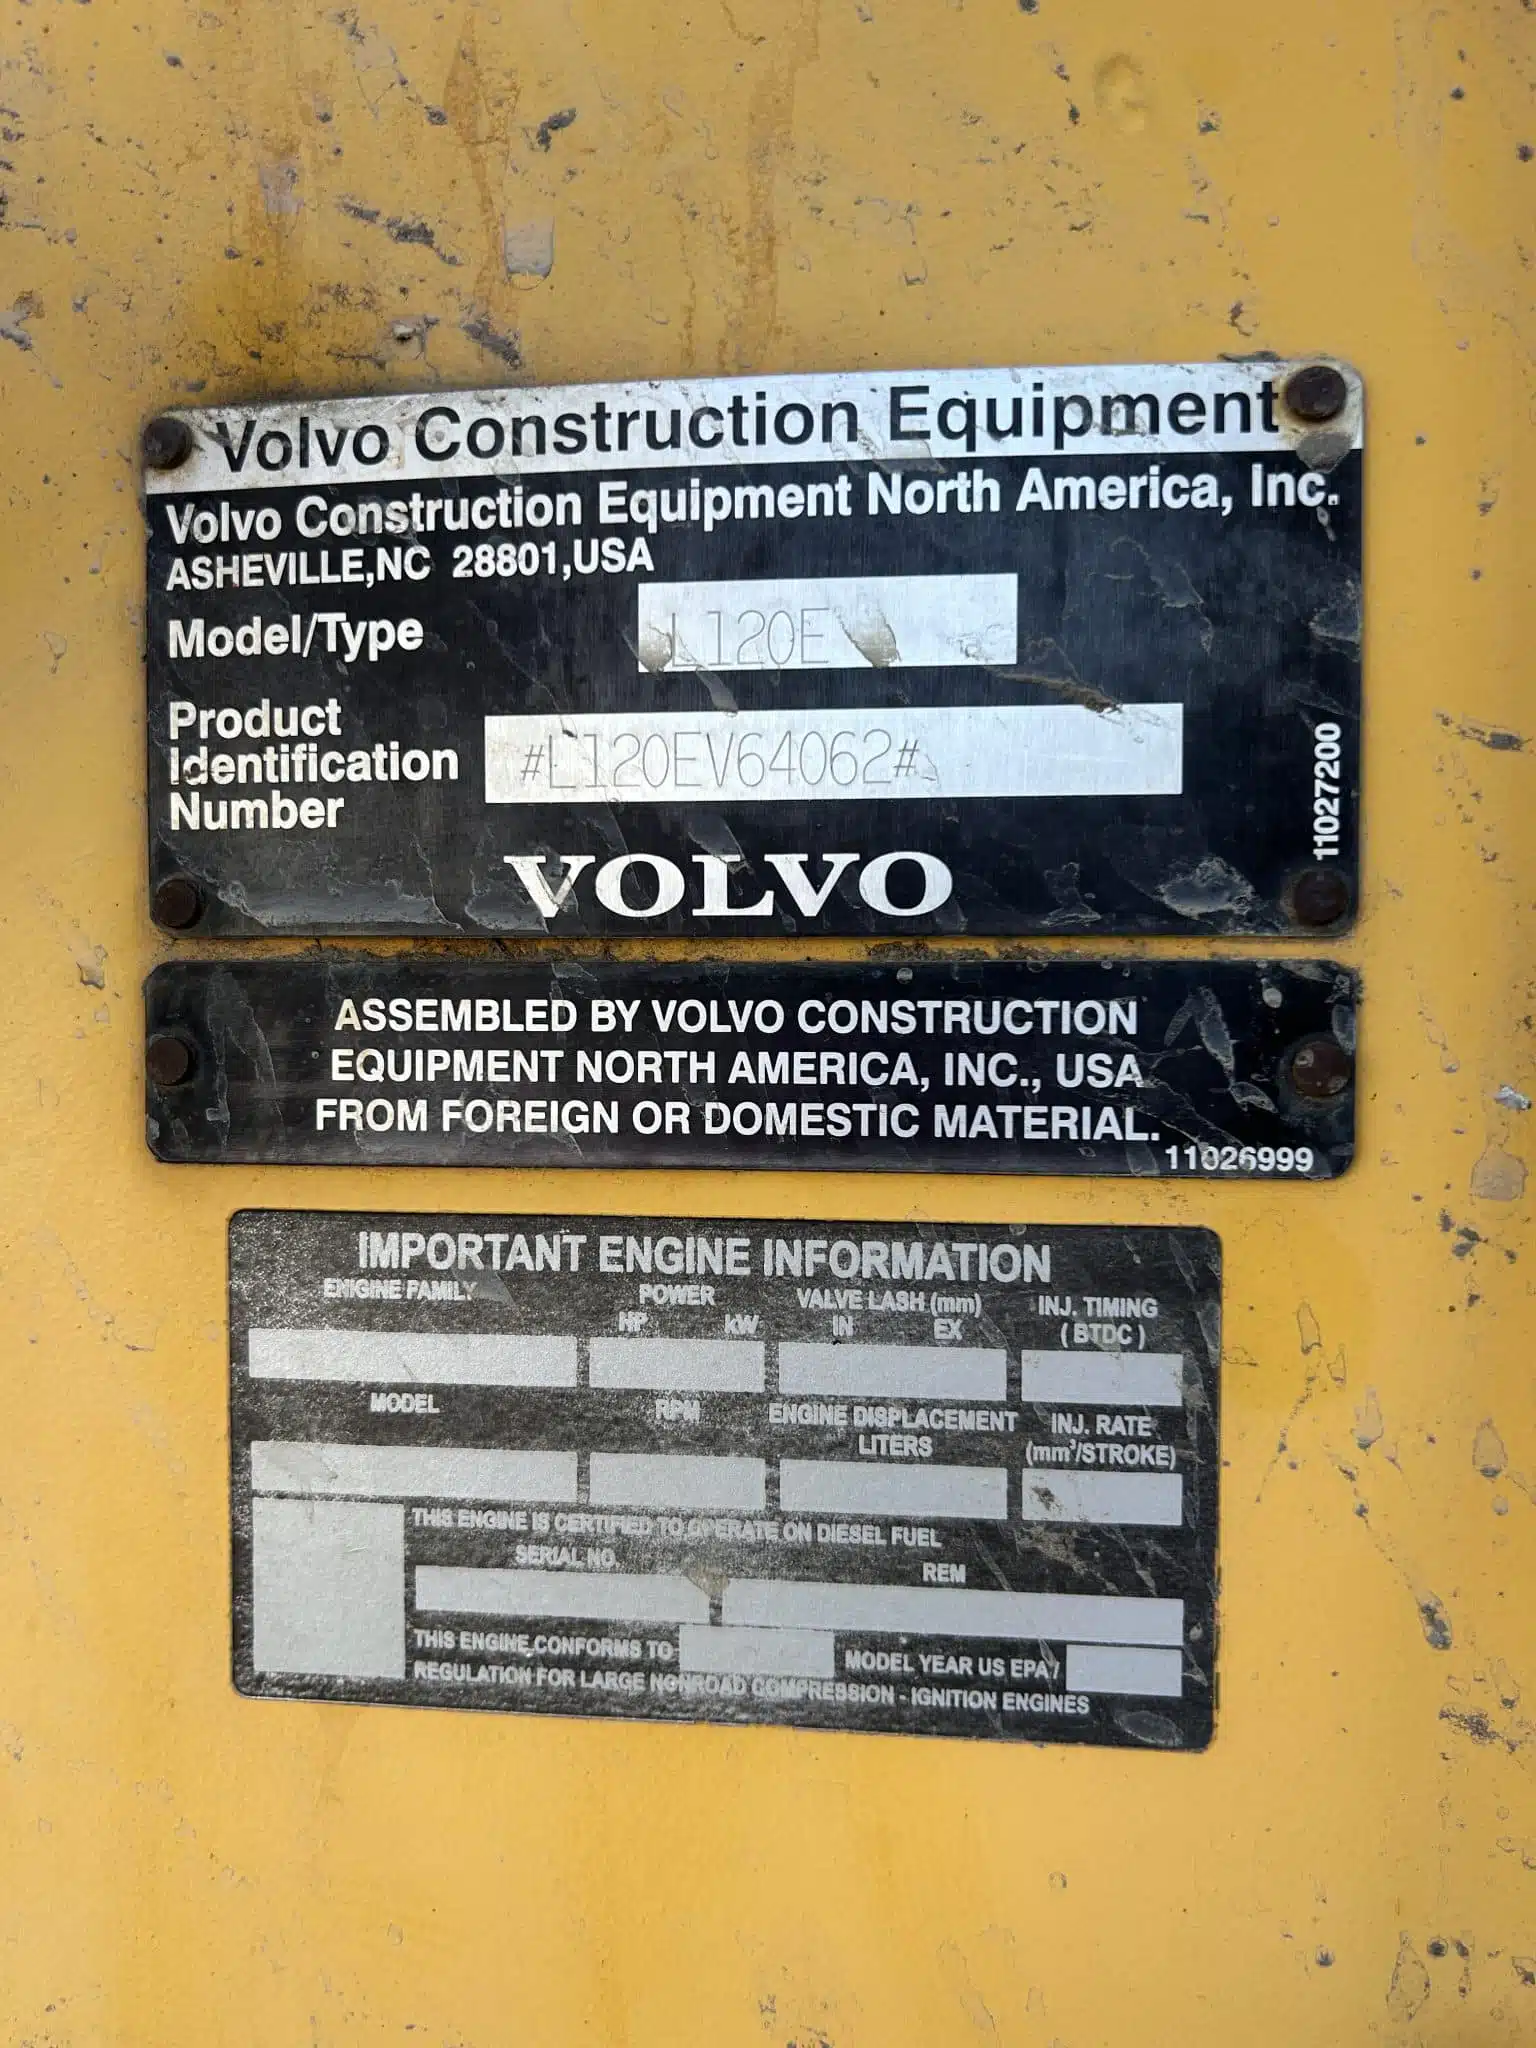 Volvo Construction Equipment
Volvo Construction Equipment North America, Inc.
ASHEVILLE,NC 28801,USA
Model/Type L120E
Product
Identification
Number
#L120EV64062#
11027200
VOLVO
ASSEMBLED BY VOLVO CONSTRUCTION
EQUIPMENT NORTH AMERICA, INC., USA
FROM FOREIGN OR DOMESTIC MATERIAL.
11026999
IMPORTANT ENGINE INFORMATION
ENGINE FAMILY
POWER
HP kW
VALVE LASH (mm)
IN EX
INJ. TIMING
( BTDC )
MODEL
RPM
ENGINE DISPLACEMENT
LITERS
INJ. RATE
(mm³/STROKE)
THIS ENGINE IS CERTIFIED TO OPERATE ON DIESEL FUEL
SERIAL NO.
REM
THIS ENGINE CONFORMS TO MODEL YEAR US EPA /
REGULATION FOR LARGE NONROAD COMPRESSION - IGNITION ENGINES